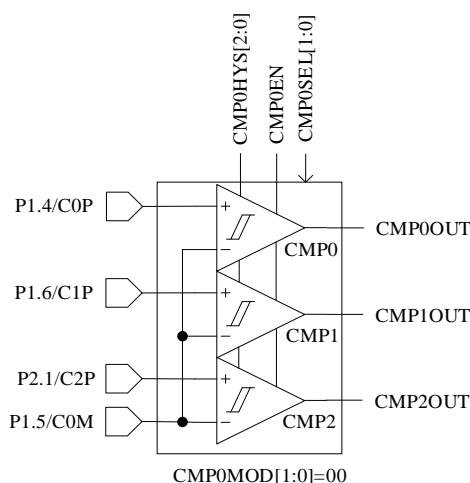 CMP0HYS[2:0]
CMP0EN
CMP0SEL[1:0]
P1.4/C0P
+
−
CMP0
CMP0OUT
P1.6/C1P
+
−
CMP1
CMP1OUT
P2.1/C2P
+
P1.5/C0M
−
CMP2
CMP2OUT
CMP0MOD[1:0]=00